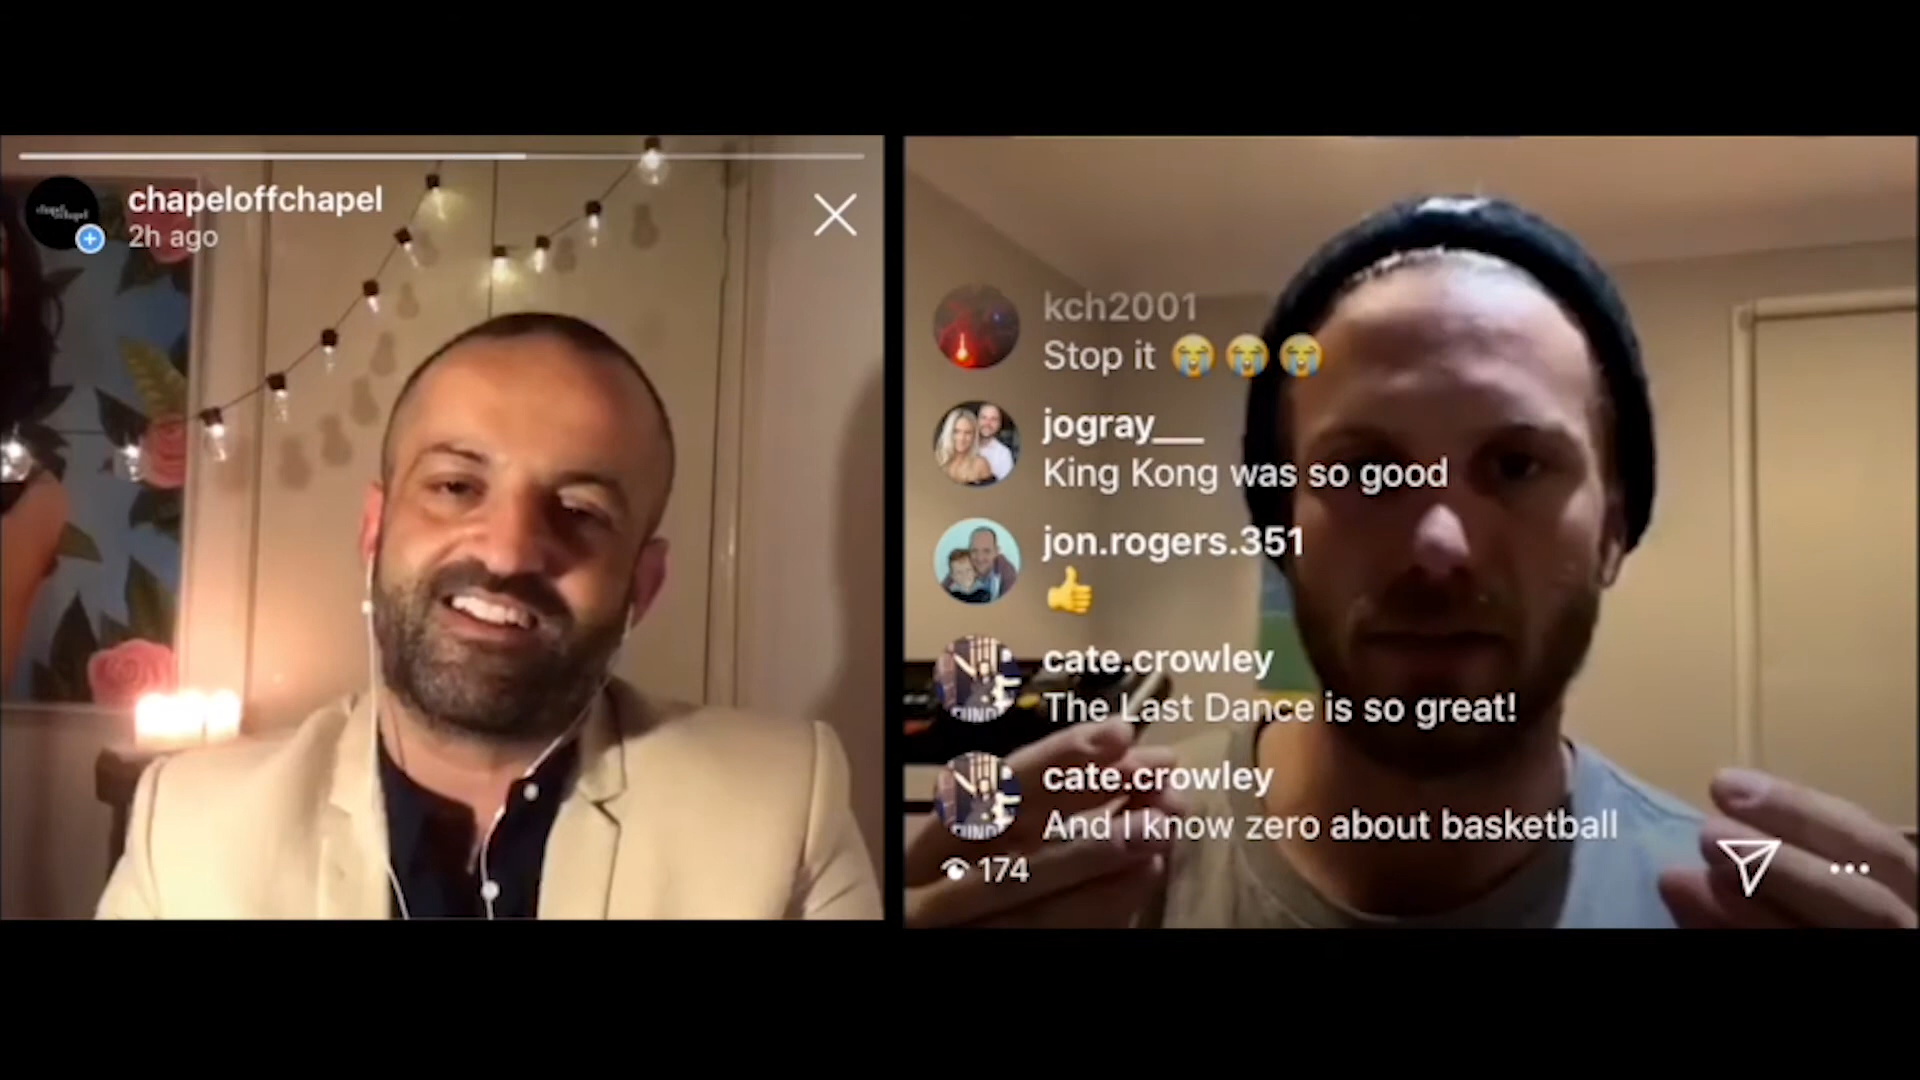 chapeloffchapel
2h ago
kch2001
Stop it 😭😭😭
jogray___
King Kong was so good
jon.rogers.351
👍
cate.crowley
The Last Dance is so great!
cate.crowley
And I know zero about basketball
174